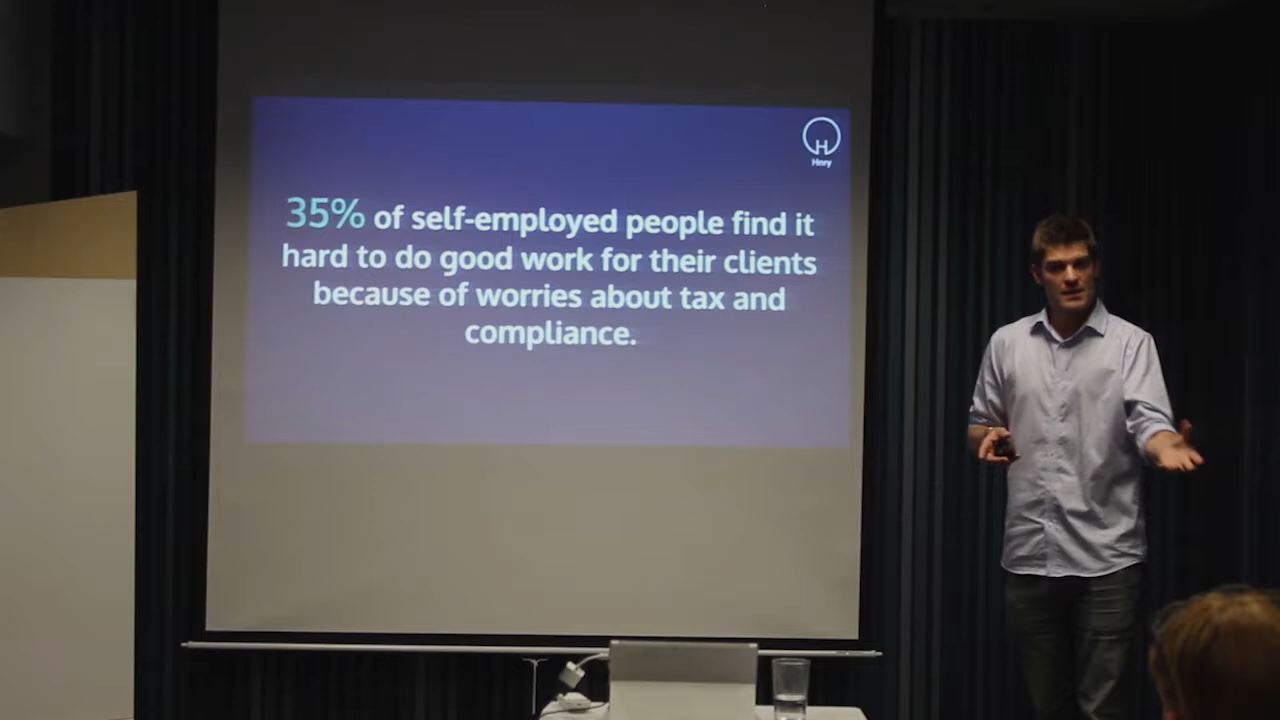 H
Hnry
35% of self-employed people find it
hard to do good work for their clients
because of worries about tax and
compliance.